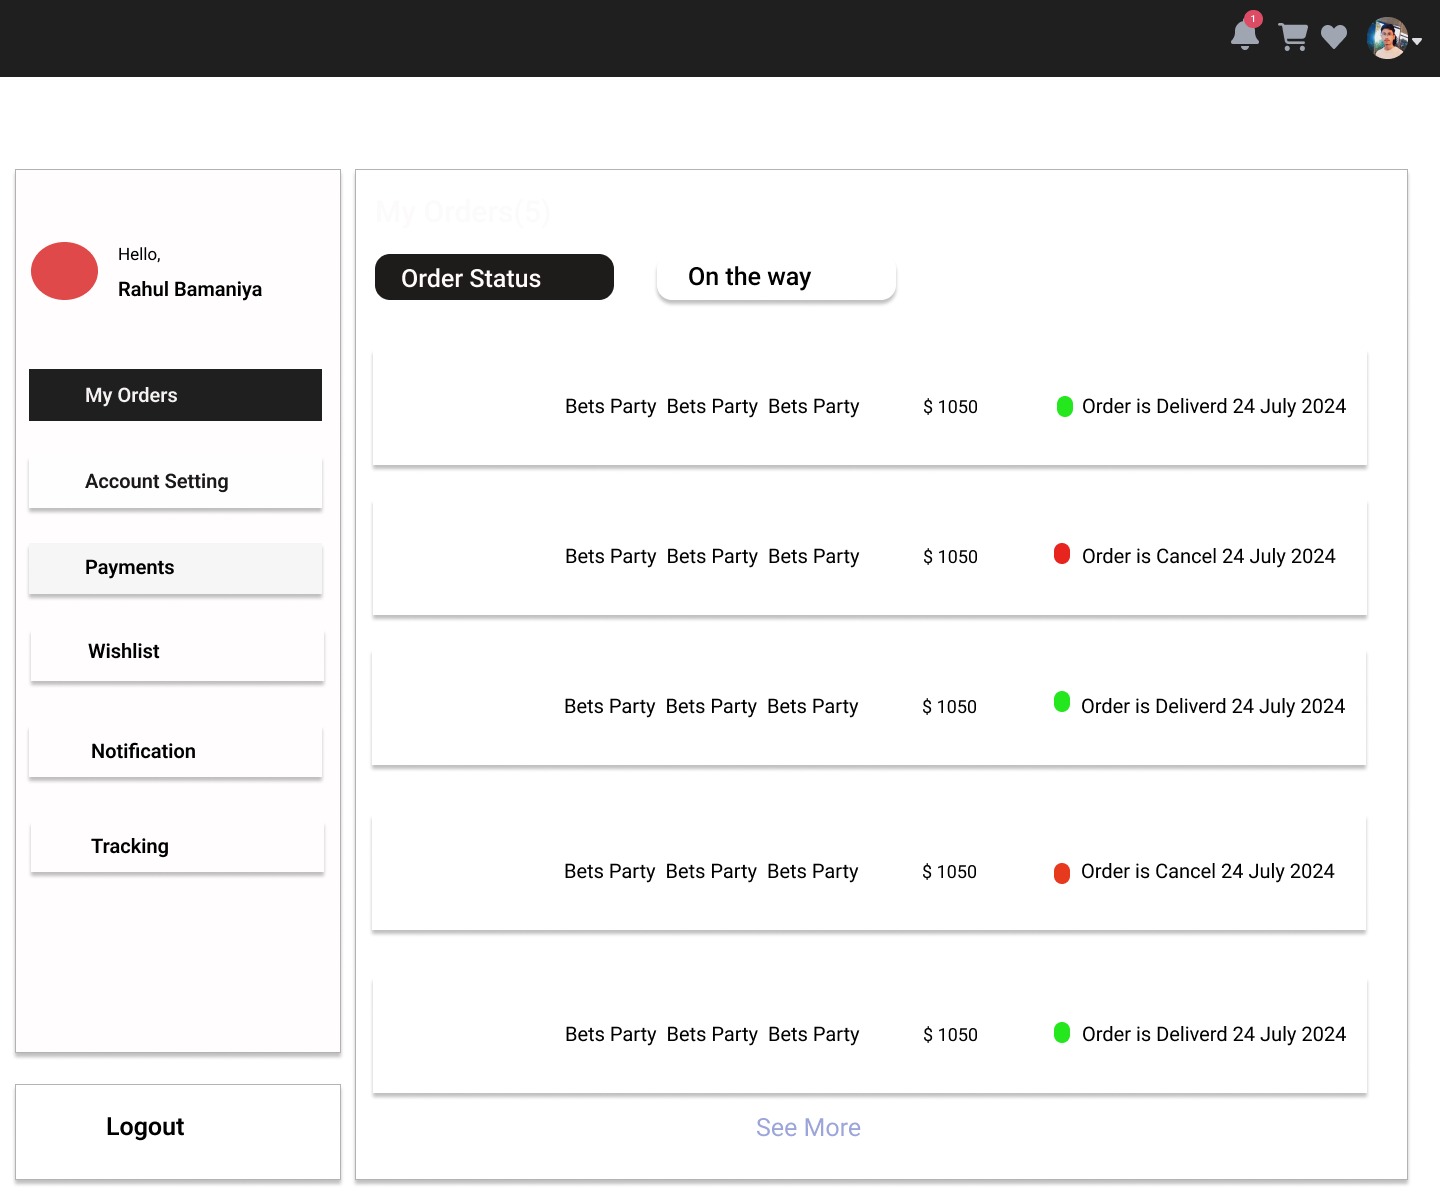 1
My Orders(5)
Hello,
Rahul Bamaniya
Order Status
On the way
My Orders
Account Setting
Payments
Wishlist
Notification
Tracking
Logout
Bets Party Bets Party Bets Party $ 1050 Order is Deliverd 24 July 2024
Bets Party Bets Party Bets Party $ 1050 Order is Cancel 24 July 2024
Bets Party Bets Party Bets Party $ 1050 Order is Deliverd 24 July 2024
Bets Party Bets Party Bets Party $ 1050 Order is Cancel 24 July 2024
Bets Party Bets Party Bets Party $ 1050 Order is Deliverd 24 July 2024
See More